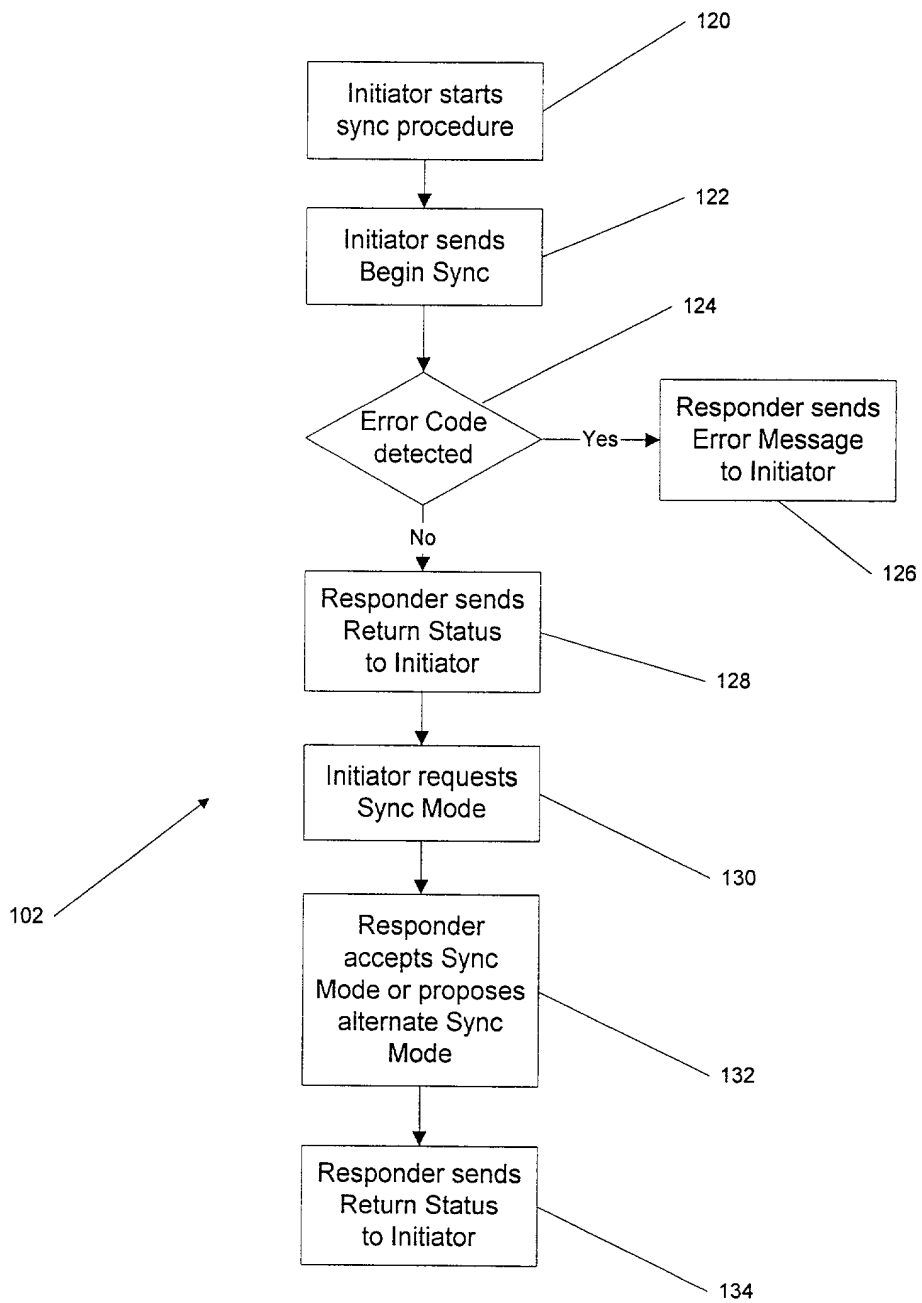 120
Initiator starts
sync procedure
122
Initiator sends
Begin Sync
124
Error Code
detected
Yes
Responder sends
Error Message
to Initiator
126
No
Responder sends
Return Status
to Initiator
128
Initiator requests
Sync Mode
130
102
Responder
accepts Sync
Mode or proposes
alternate Sync
Mode
132
Responder sends
Return Status
to Initiator
134